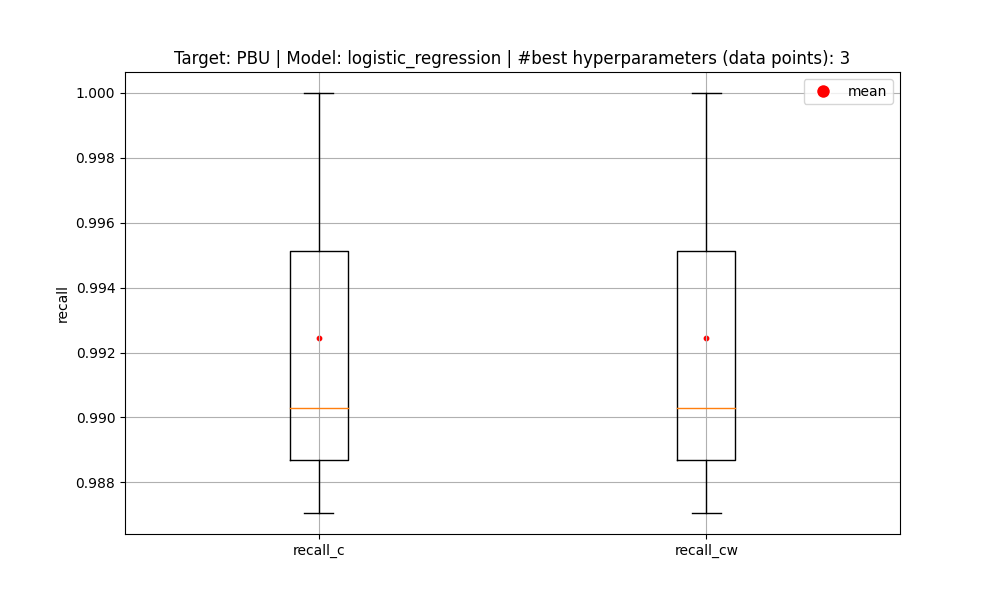 Target: PBU | Model: logistic_regression | #best hyperparameters (data points): 3
mean
1.000
0.998
0.996
0.994
0.992
0.990
0.988
recall
recall_c
recall_cw